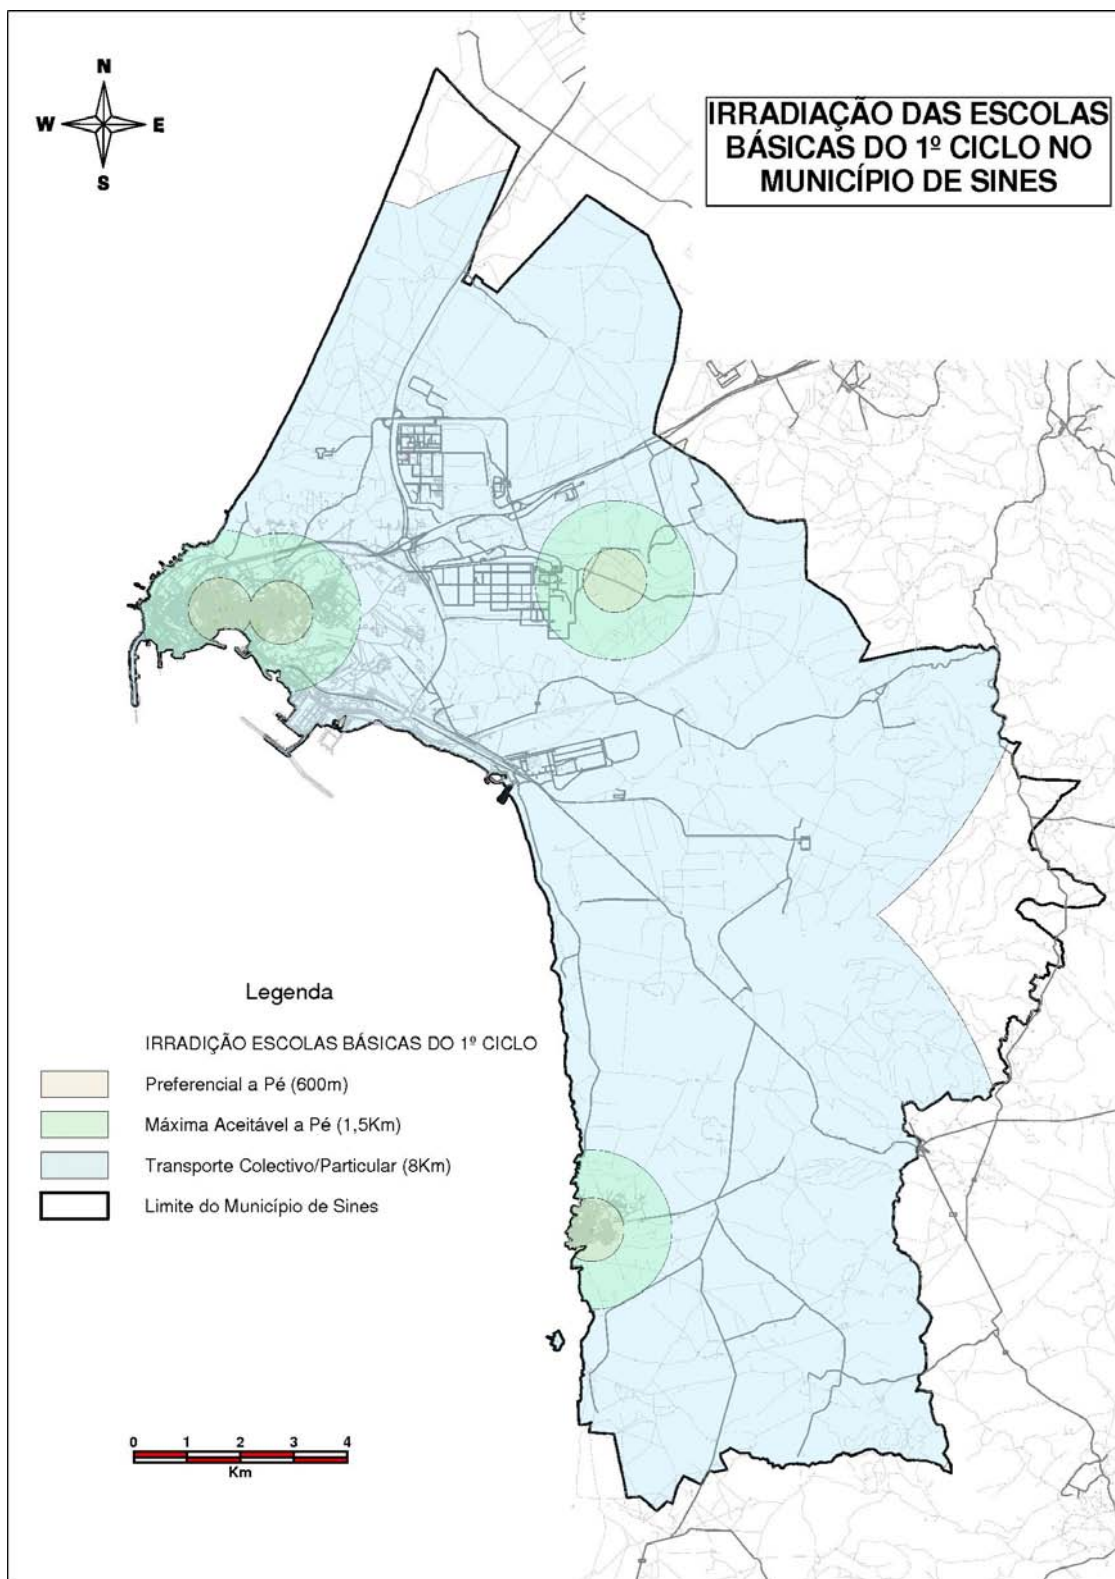 N
W E
S
IRRADIAÇÃO DAS ESCOLAS
BÁSICAS DO 1º CICLO NO
MUNICÍPIO DE SINES
Legenda
IRRADIÇÃO ESCOLAS BÁSICAS DO 1º CICLO
Preferencial a Pé (600m)
Máxima Aceitável a Pé (1,5Km)
Transporte Colectivo/Particular (8Km)
Limite do Município de Sines
0 1 2 3 4
Km